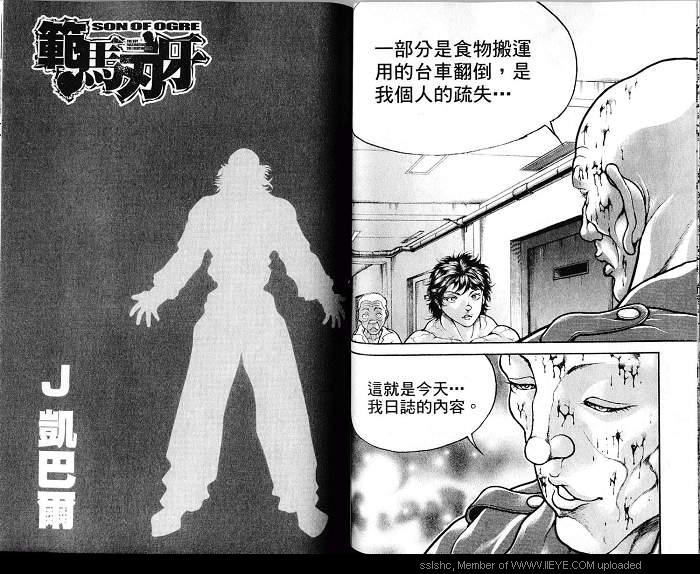 SON OF OGRE
範馬刃牙
J凱巴爾
一部分是食物搬運
用的台車翻倒，是
我個人的疏失…
這就是今天…
我日誌的內容。
sslshc, Member of WWW.IIEYE.COM uploaded